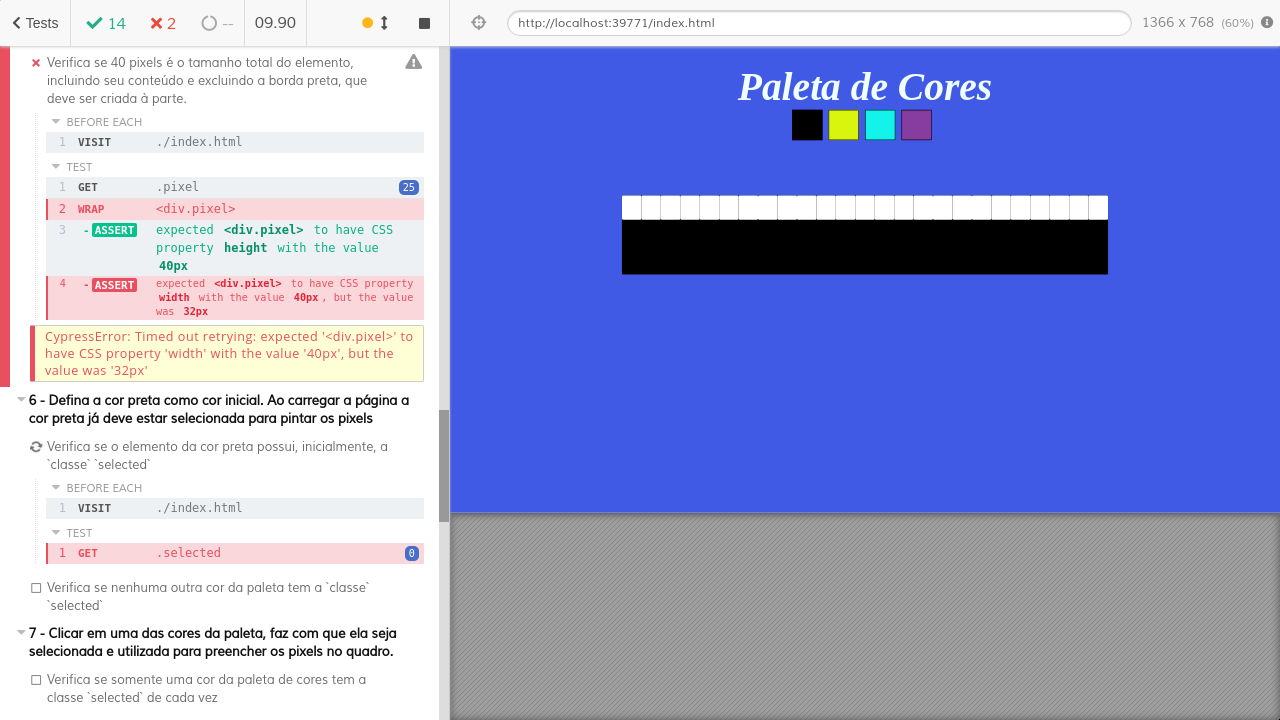 Tests 14 2 -- 09.90 http://localhost:39771/index.html 1366 x 768 (60%)
Verifica se 40 pixels é o tamanho total do elemento,
incluindo seu conteúdo e excluindo a borda preta, que
deve ser criada à parte.
BEFORE EACH
1 VISIT ./index.html
TEST
1 GET .pixel 25
2 WRAP <div.pixel>
3 -ASSERT expected <div.pixel> to have CSS
property height with the value
40px
4 -ASSERT expected <div.pixel> to have CSS property
width with the value 40px, but the value
was 32px
CypressError: Timed out retrying: expected '<div.pixel>' to
have CSS property 'width' with the value '40px', but the
value was '32px'
6 - Defina a cor preta como cor inicial. Ao carregar a página a
cor preta já deve estar selecionada para pintar os pixels
Verifica se o elemento da cor preta possui, inicialmente, a
`classe` `selected`
BEFORE EACH
1 VISIT ./index.html
TEST
1 GET .selected 0
Verifica se nenhuma outra cor da paleta tem a `classe`
`selected`
7 - Clicar em uma das cores da paleta, faz com que ela seja
selecionada e utilizada para preencher os pixels no quadro.
Verifica se somente uma cor da paleta de cores tem a
classe `selected` de cada vez
Paleta de Cores